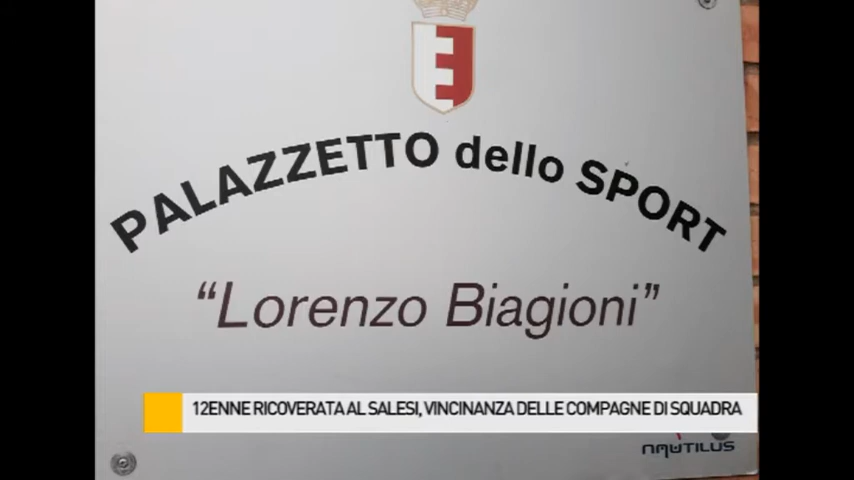 PALAZZETTO dello SPORT
"Lorenzo Biagioni"
12ENNE RICOVERATA AL SALESI, VINCINANZA DELLE COMPAGNE DI SQUADRA
NAUTILUS